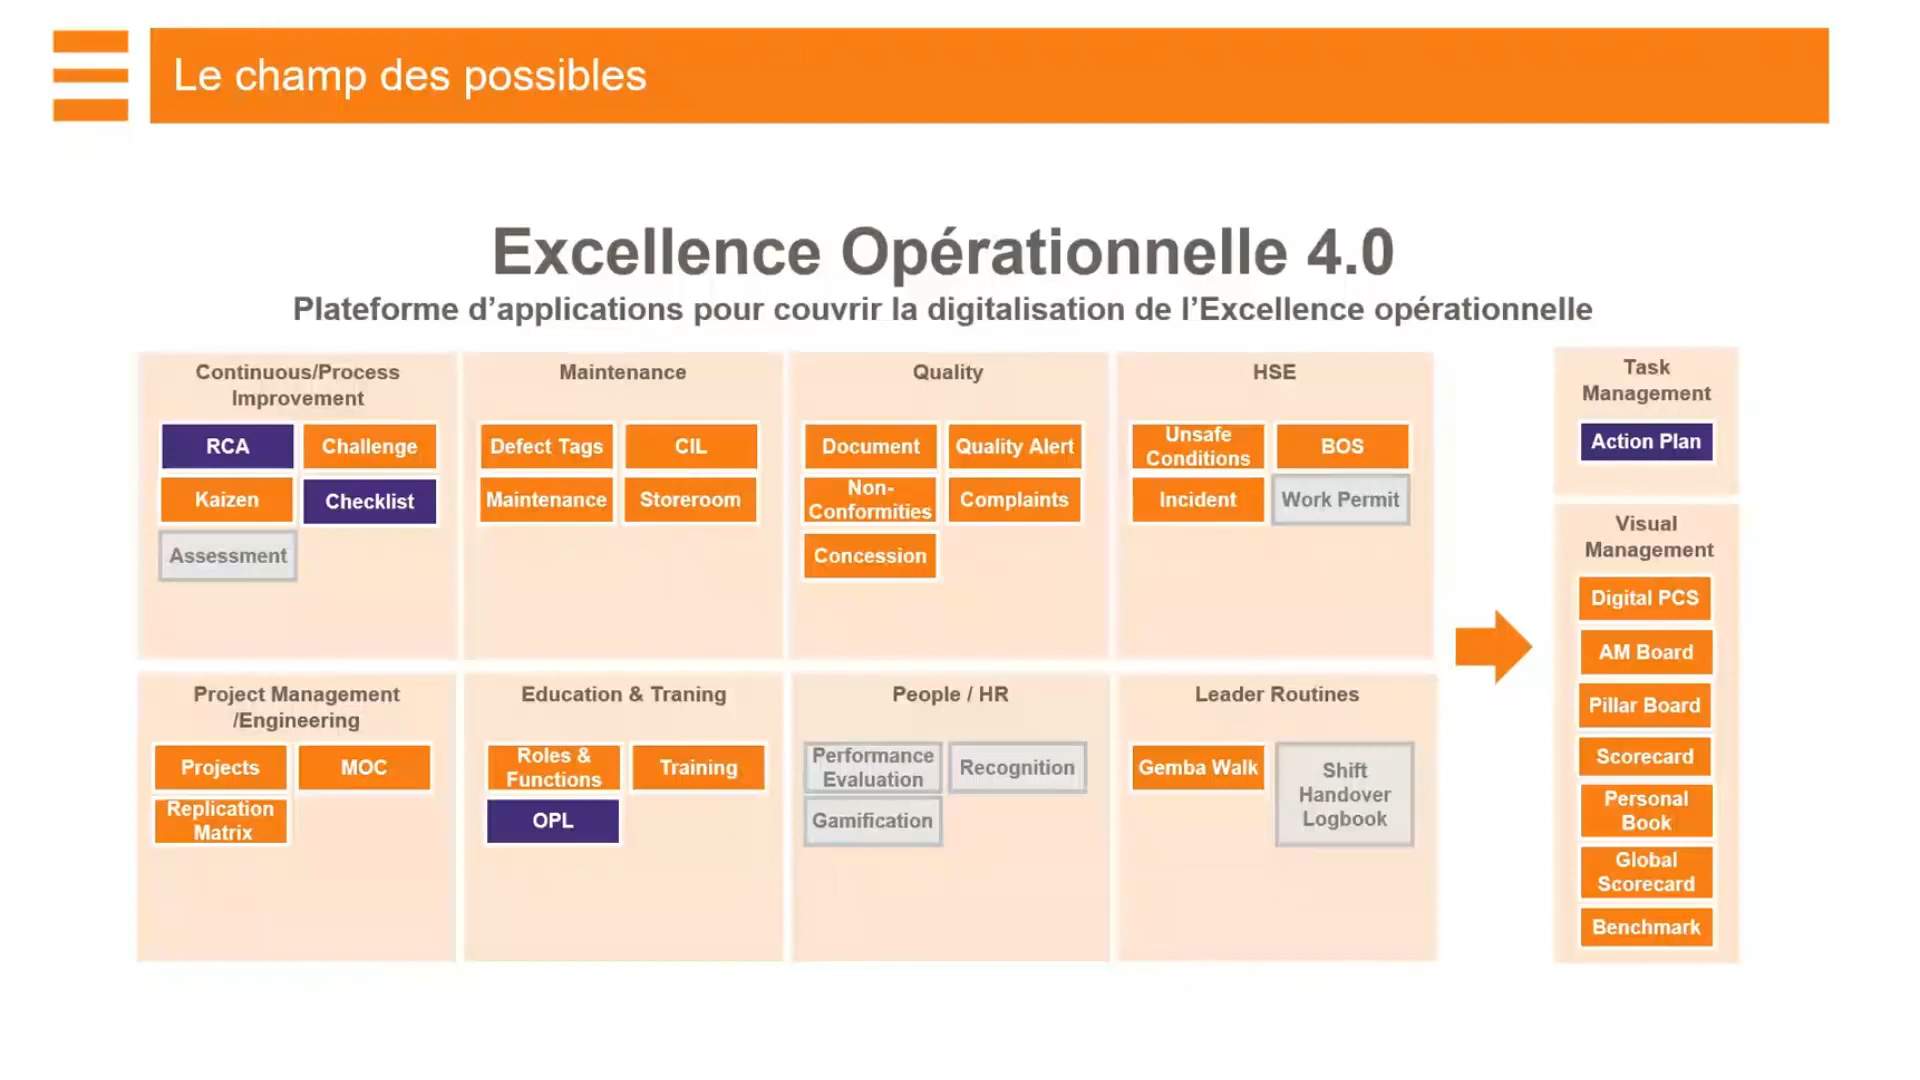 Le champ des possibles
Excellence Opérationnelle 4.0
Plateforme d’applications pour couvrir la digitalisation de l’Excellence opérationnelle
Continuous/Process
Improvement
RCA
Challenge
Kaizen
Checklist
Assessment
Maintenance
Defect Tags
CIL
Maintenance
Storeroom
Quality
Document
Quality Alert
Non-
Conformities
Complaints
Concession
HSE
Unsafe
Conditions
BOS
Incident
Work Permit
Project Management
/Engineering
Projects
MOC
Replication
Matrix
Education & Traning
Roles &
Functions
Training
OPL
People / HR
Performance
Evaluation
Recognition
Gamification
Leader Routines
Gemba Walk
Shift
Handover
Logbook
Task
Management
Action Plan
Visual
Management
Digital PCS
AM Board
Pillar Board
Scorecard
Personal
Book
Global
Scorecard
Benchmark